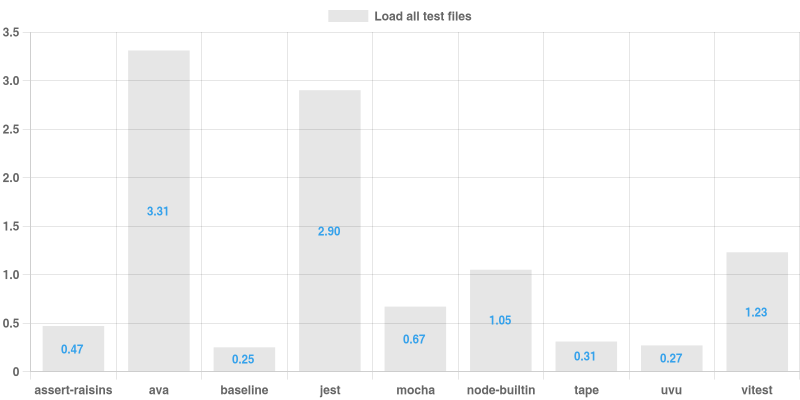 Load all test files
3.5
3.0
2.5
2.0
1.5
1.0
0.5
0
0.47
3.31
0.25
2.90
0.67
1.05
0.31
0.27
1.23
assert-raisins
ava
baseline
jest
mocha
node-builtin
tape
uvu
vitest